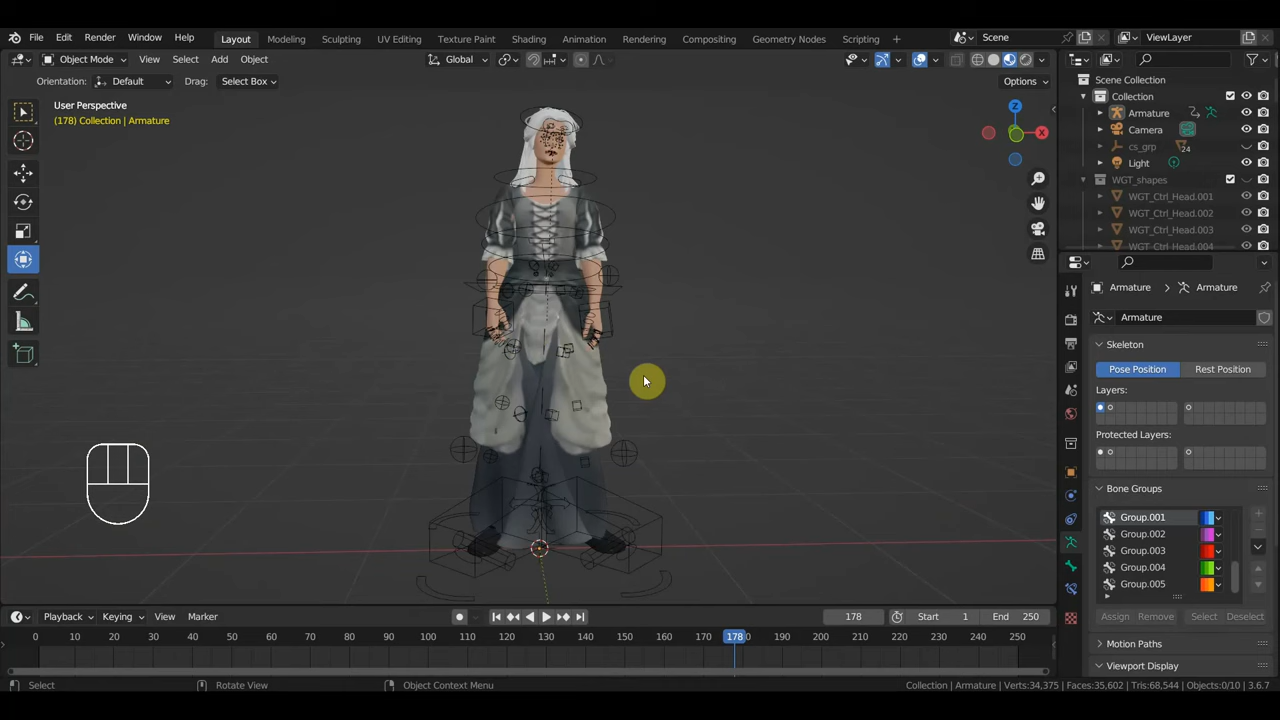 File Edit Render Window Help Layout Modeling Sculpting UV Editing Texture Paint Shading Animation Rendering Compositing Geometry Nodes Scripting + Scene ViewLayer
Object Mode View Select Add Object Global
Orientation: Default Drag: Select Box Options
User Perspective
(178) Collection | Armature
Z
X
Scene Collection
Collection
Armature
Camera
cs_grp 24
Light
WGT_shapes
WGT_Ctrl_Head.001
WGT_Ctrl_Head.002
WGT_Ctrl_Head.003
WGT_Ctrl_Head.004
Armature > Armature
Armature
Skeleton
Pose Position Rest Position
Layers:
Protected Layers:
Bone Groups
Group.001
Group.002
Group.003
Group.004
Group.005
Assign Remove Select Deselect
Motion Paths
Viewport Display
Playback Keying View Marker 178 Start 1 End 250
0 10 20 30 40 50 60 70 80 90 100 110 120 130 140 150 160 170 178 180 190 200 210 220 230 240 250
Select Rotate View Object Context Menu Collection | Armature | Verts:34,375 | Faces:35,602 | Tris:68,544 | Objects:0/10 | 3.6.7